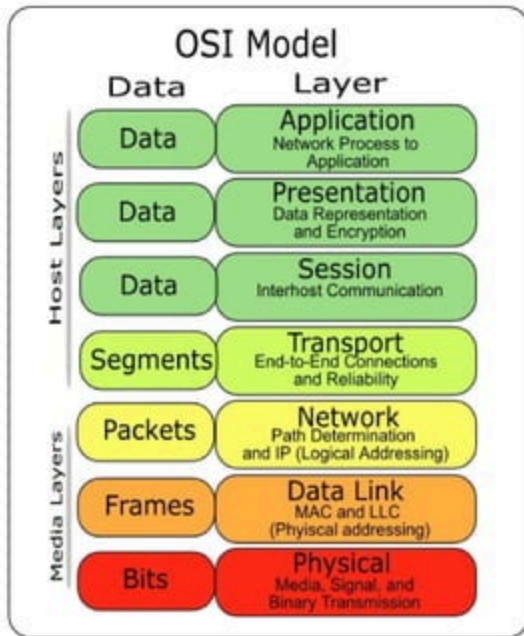 OSI Model
Data Layer
Host Layers
Data
Application
Network Process to
Application
Data
Presentation
Data Representation
and Encryption
Data
Session
Interhost Communication
Segments
Transport
End-to-End Connections
and Reliability
Media Layers
Packets
Network
Path Determination
and IP (Logical Addressing)
Frames
Data Link
MAC and LLC
(Phyiscal addressing)
Bits
Physical
Media, Signal, and
Binary Transmission